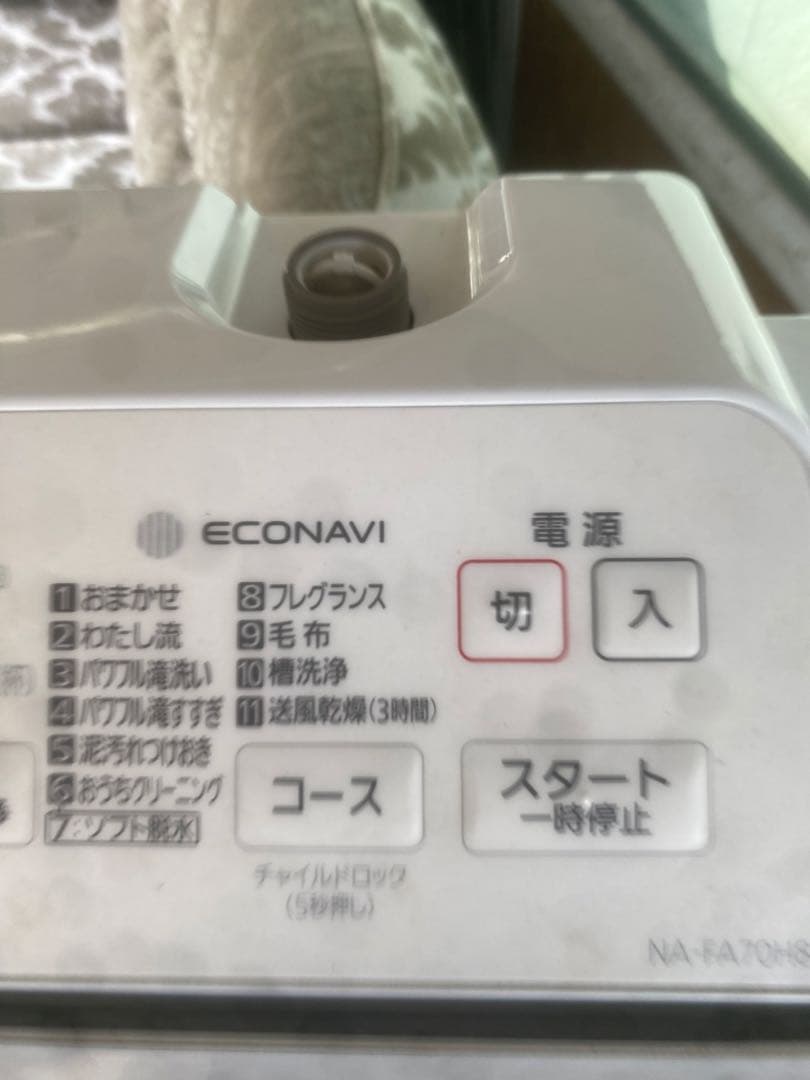 ECONAVI
電源
切
入
1 おまかせ
2 わたし流
3 パワフル滝洗い
4 パワフル滝すすぎ
5 泥汚れつけおき
6 おうちクリーニング
7:ソフト脱水
8 フレグランス
9 毛布
10 槽洗浄
11 送風乾燥(3時間)
コース
スタート
一時停止
チャイルドロック
(5秒押し)
NA-FA70H8